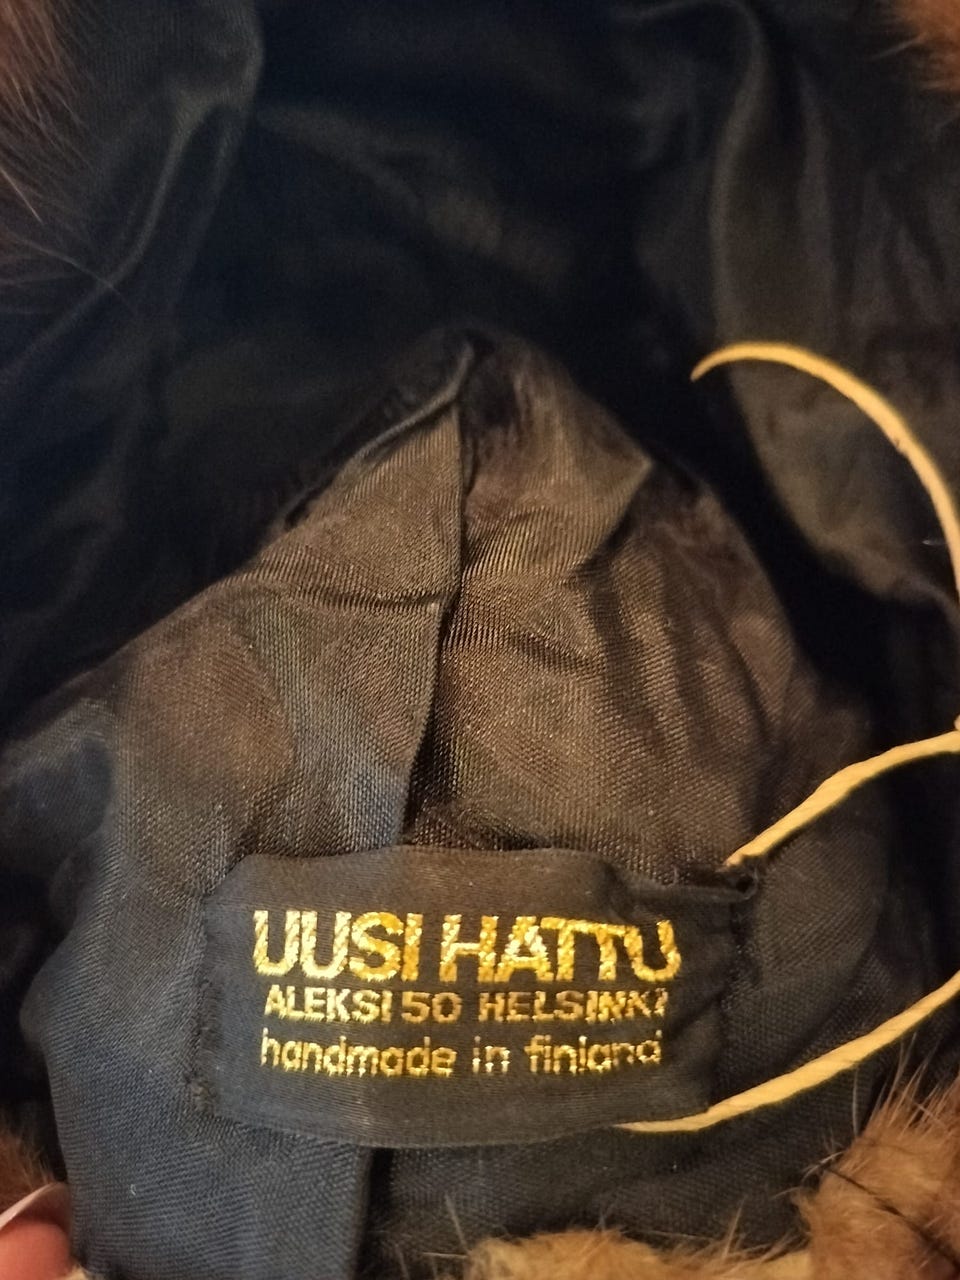 UUSI HATTU
ALEKSI 50 HELSINKI
handmade in finland